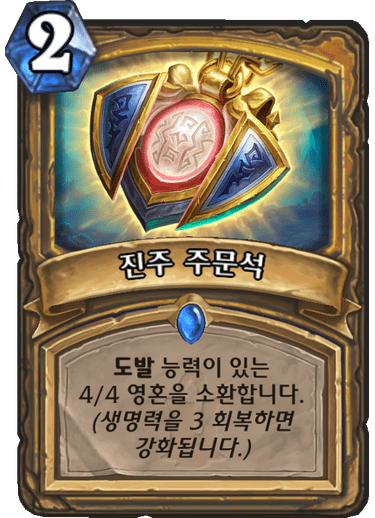 2
진주 주문석
도발 능력이 있는
4/4 영혼을 소환합니다.
(생명력을 3 회복하면
강화됩니다.)